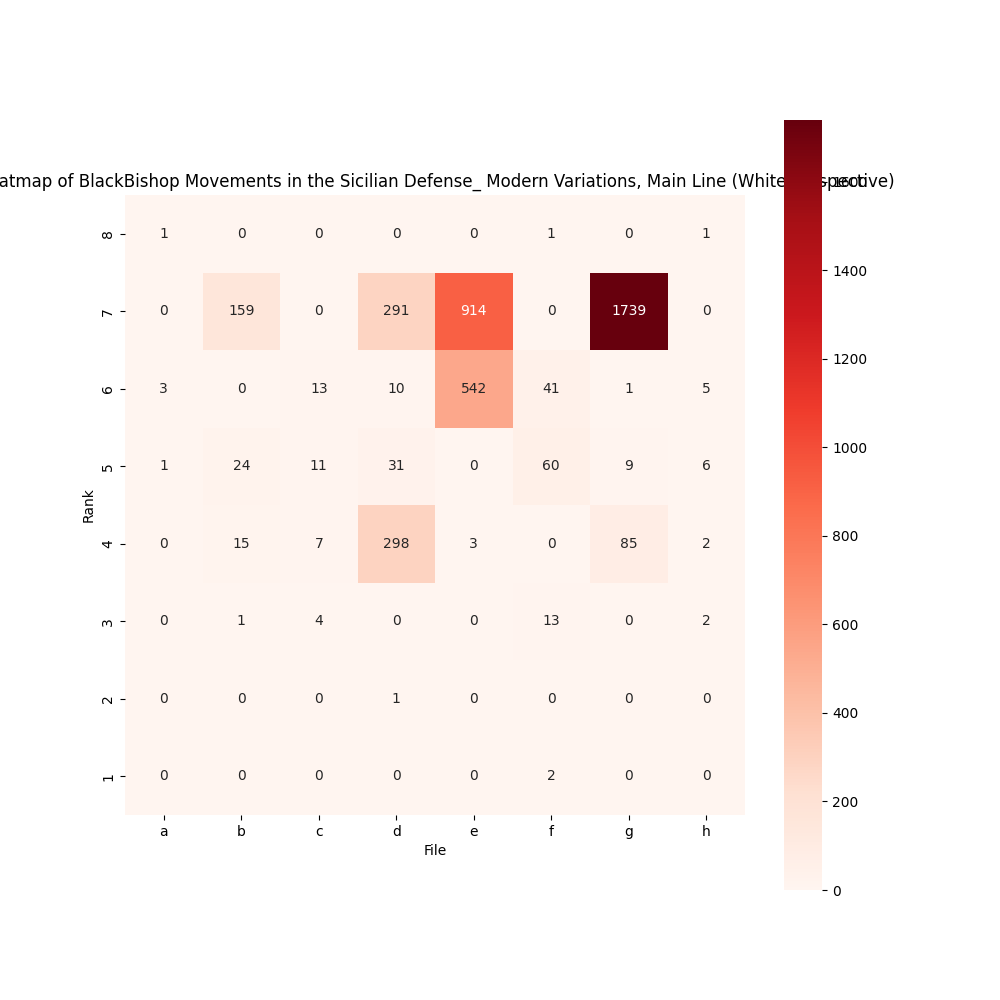 atmap of BlackBishop Movements in the Sicilian Defense_ Modern Variations, Main Line (White spective)
8 1 0 0 0 0 1 0 1
7 0 159 0 291 914 0 1739 0
6 3 0 13 10 542 41 1 5
5 1 24 11 31 0 60 9 6
4 0 15 7 298 3 0 85 2
3 0 1 4 0 0 13 0 2
2 0 0 0 1 0 0 0 0
1 0 0 0 0 0 2 0 0
Rank
a b c d e f g h
File
1400
1200
1000
800
600
400
200
0